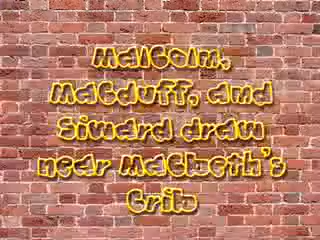 Malcolm,
Macduff, and
Siward draw
near Macbeth's
Crib